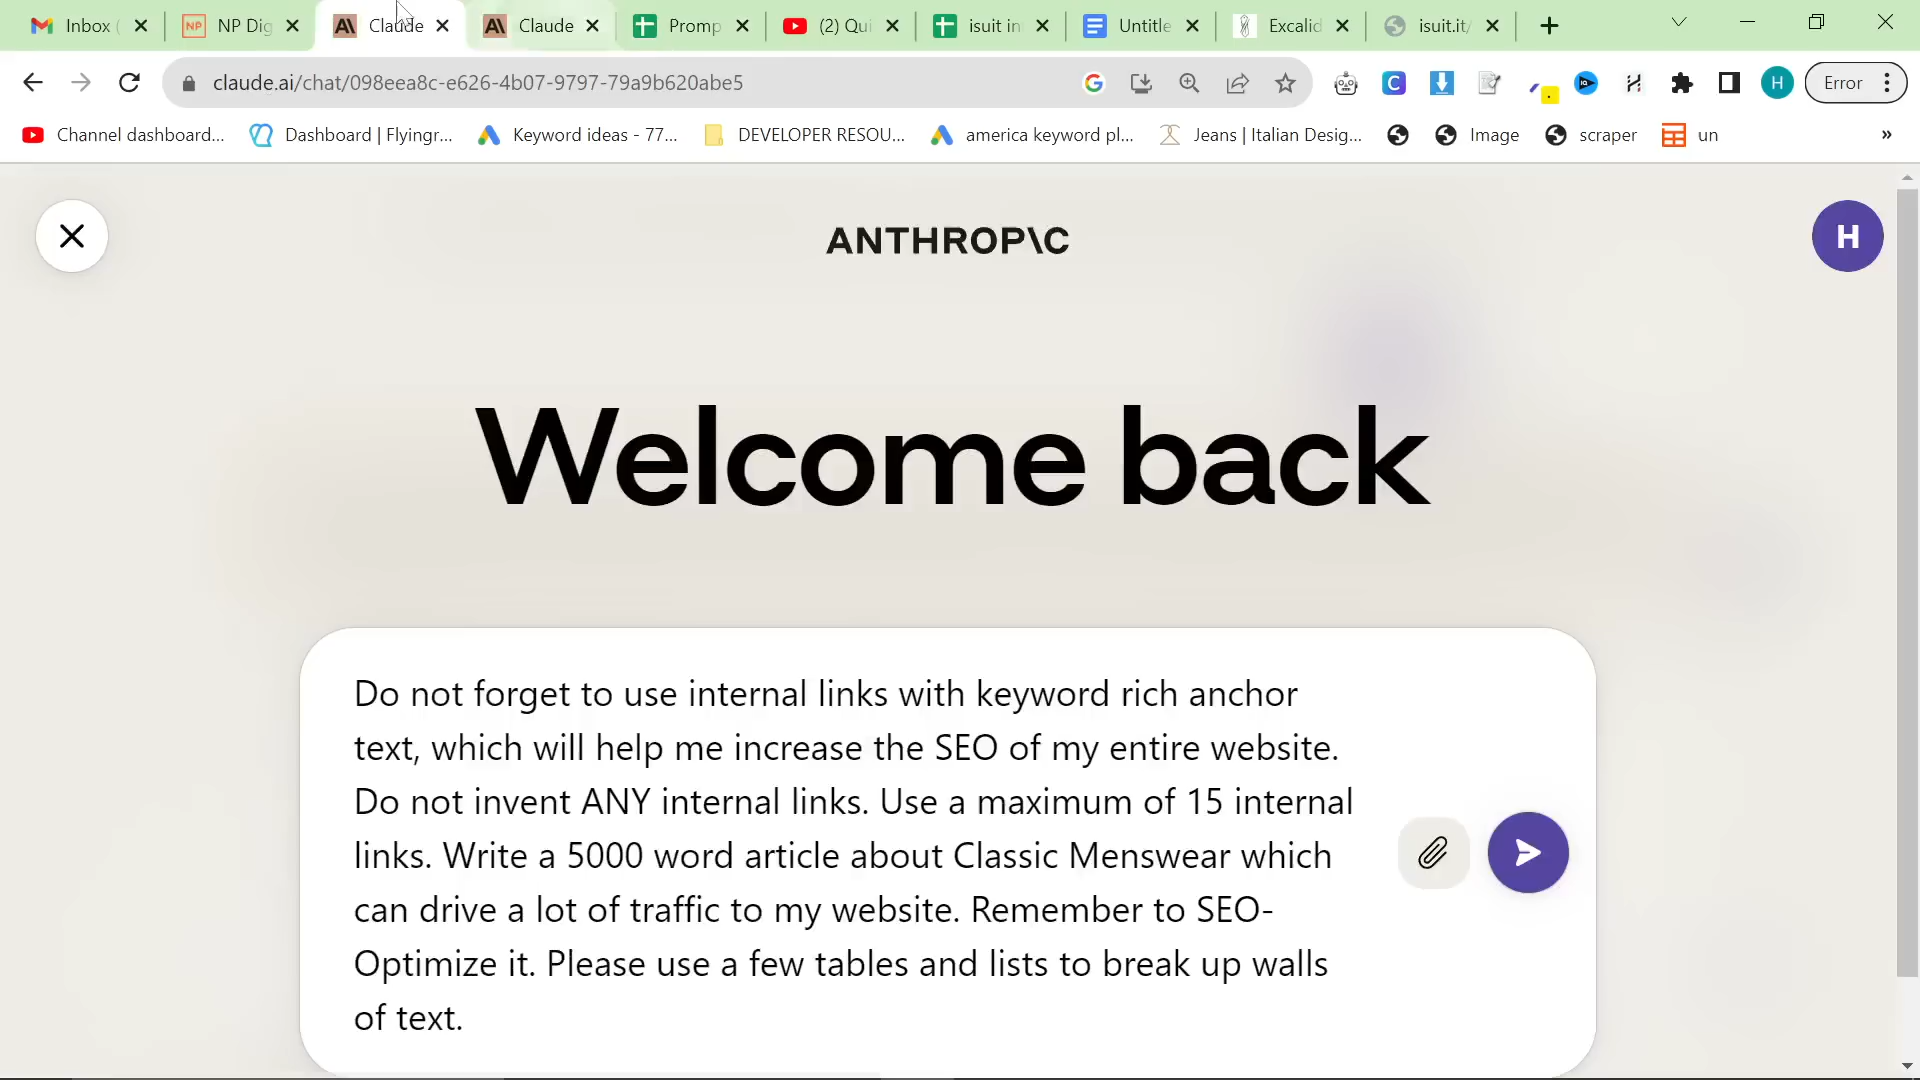 Inbox (
NP Dig
Claude
Claude
Promp
(2) Qui
isuit in
Untitle
Excalid
isuit.it/
claude.ai/chat/098eea8c-e626-4b07-9797-79a9b620abe5
H
Error
Channel dashboard...
Dashboard | Flyingr...
Keyword ideas - 77...
DEVELOPER RESOU...
america keyword pl...
Jeans | Italian Desig...
Image
scraper
un
»
ANTHROP\C
H
Welcome back
Do not forget to use internal links with keyword rich anchor
text, which will help me increase the SEO of my entire website.
Do not invent ANY internal links. Use a maximum of 15 internal
links. Write a 5000 word article about Classic Menswear which
can drive a lot of traffic to my website. Remember to SEO-
Optimize it. Please use a few tables and lists to break up walls
of text.